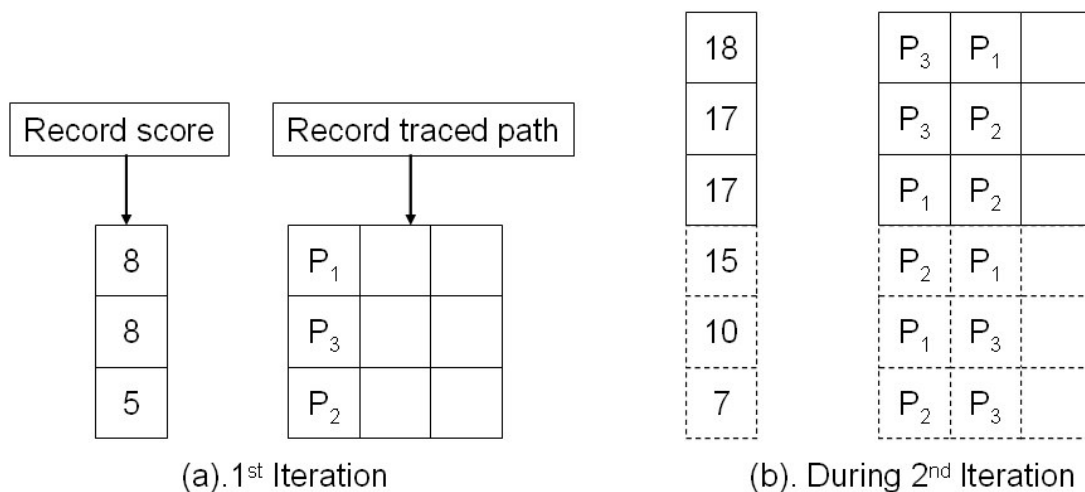 Record score
Record traced path
8 P₁
8 P₃
5 P₂
(a).1ˢᵗ Iteration
18 P₃ P₁
17 P₃ P₂
17 P₁ P₂
15 P₂ P₁
10 P₁ P₃
7 P₂ P₃
(b). During 2ⁿᵈ Iteration